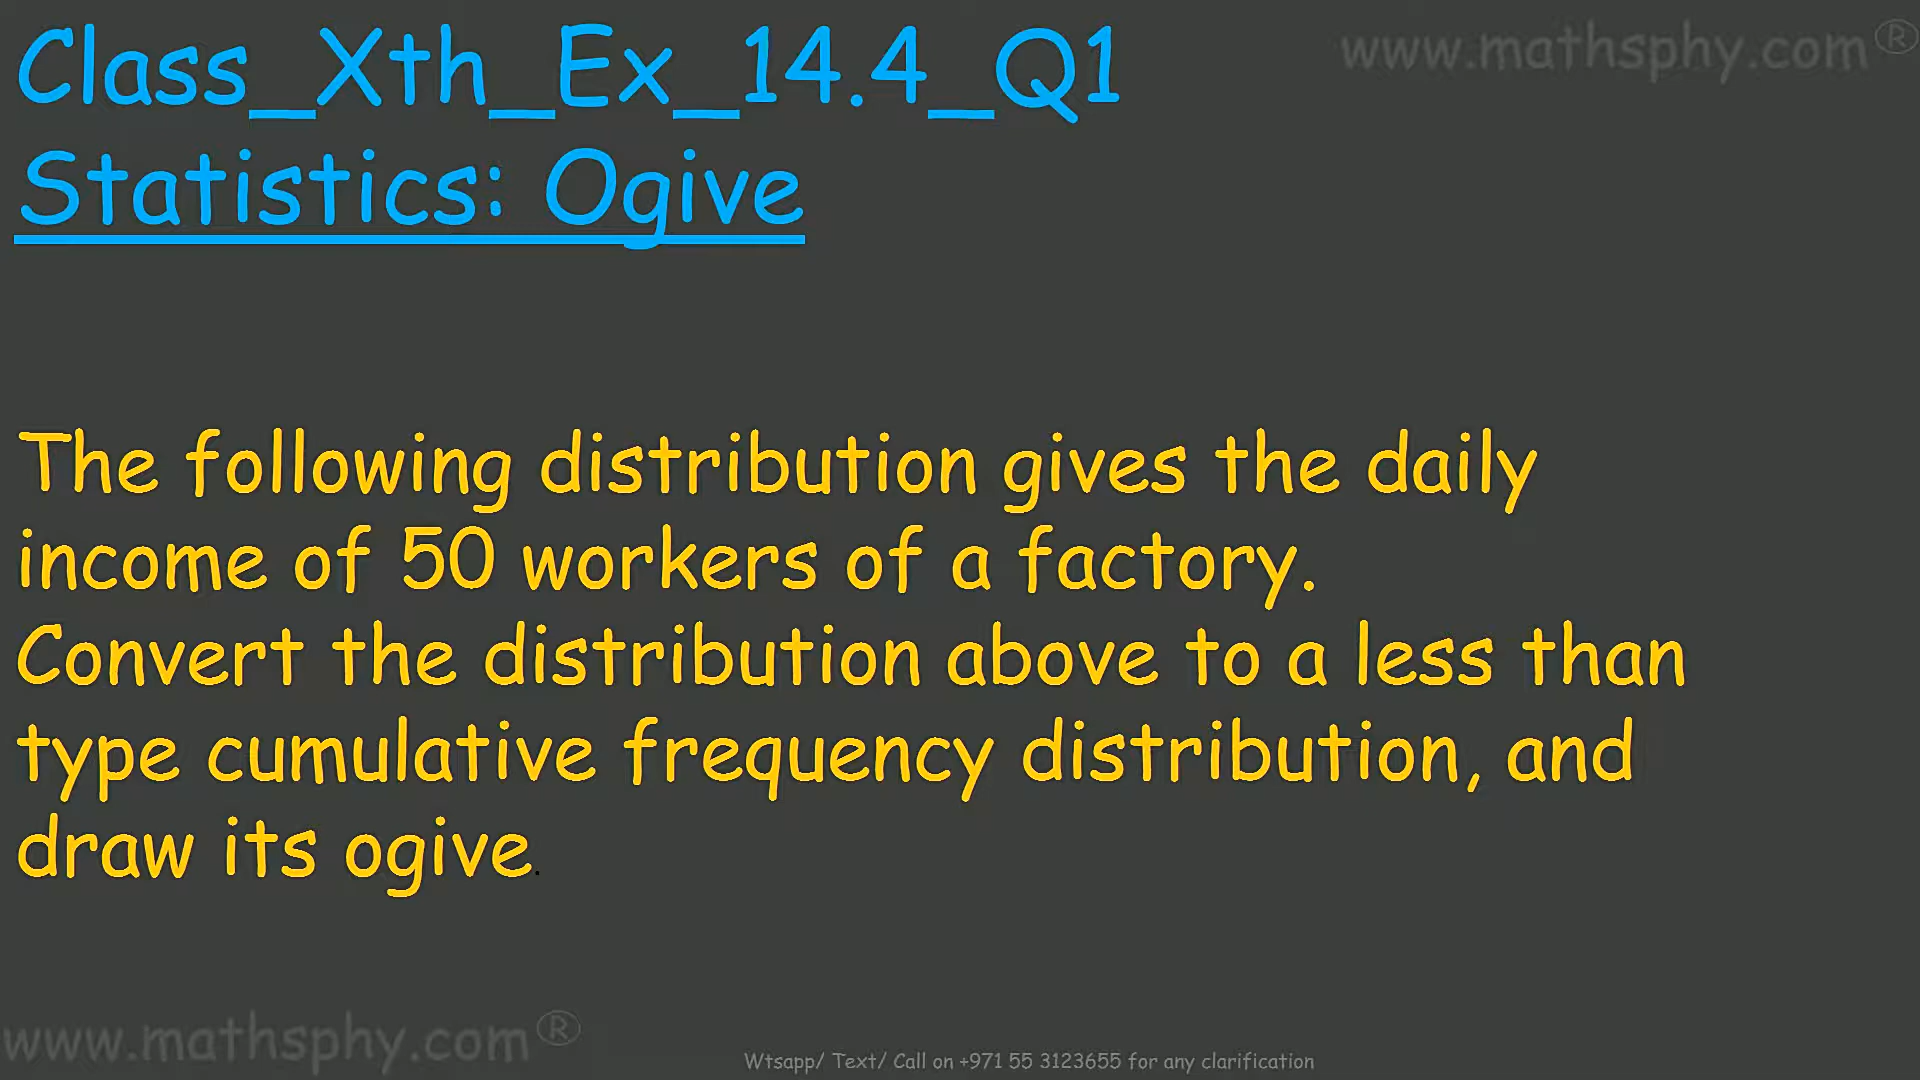 Class_Xth_Ex_14.4_Q1
www.mathsphy.com®
Statistics: Ogive
The following distribution gives the daily
income of 50 workers of a factory.
Convert the distribution above to a less than
type cumulative frequency distribution, and
draw its ogive.
www.mathsphy.com®
Wtsapp/ Text/ Call on +971 55 3123655 for any clarification